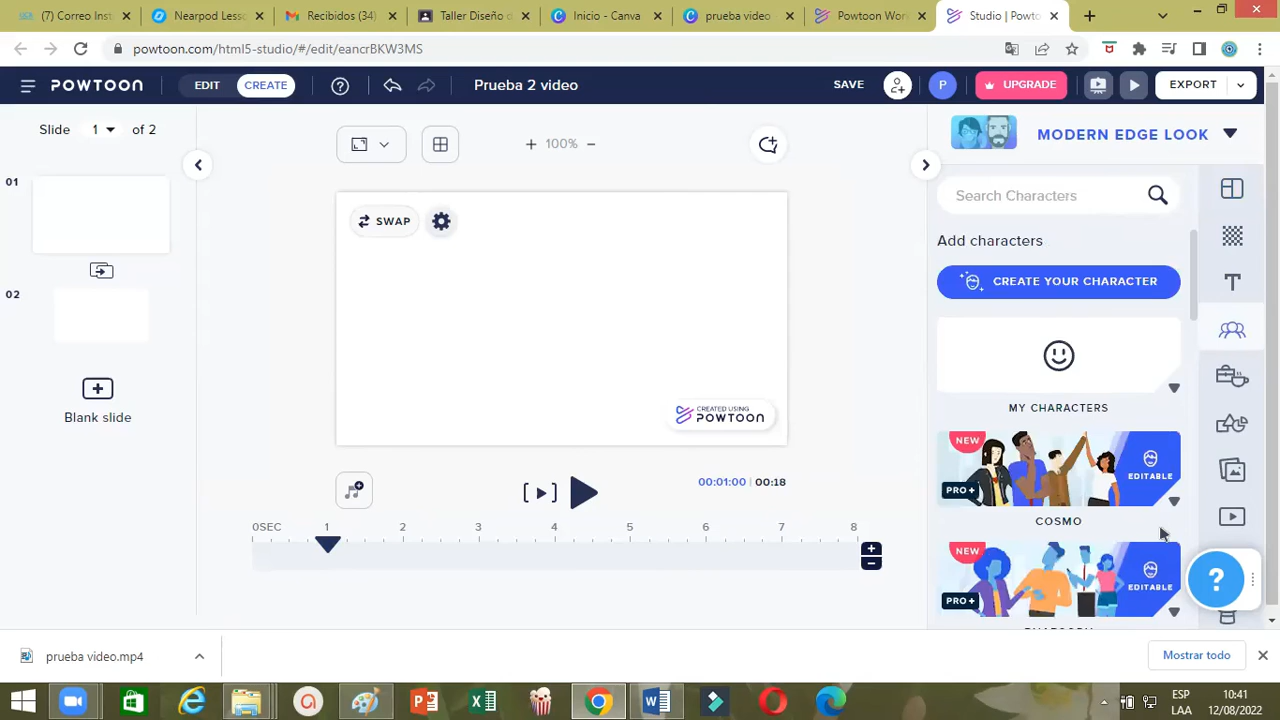 (7) Correo Insti
Nearpod Less
Recibidos (34)
Taller Diseño d
Inicio - Canva
prueba video
Powtoon Wor
Studio | Powto
powtoon.com/html5-studio/#/edit/eancrBKW3MS
POWTOON
EDIT
CREATE
Prueba 2 video
SAVE
P
UPGRADE
EXPORT
Slide 1 of 2
+ 100% −
MODERN EDGE LOOK
Search Characters
01
SWAP
Add characters
CREATE YOUR CHARACTER
02
MY CHARACTERS
Blank slide
CREATED USING
POWTOON
NEW
EDITABLE
PRO+
COSMO
00:01:00 | 00:18
0SEC 1 2 3 4 5 6 7 8
NEW
EDITABLE
PRO+
?
prueba video.mp4
Mostrar todo
ESP
LAA
10:41
12/08/2022